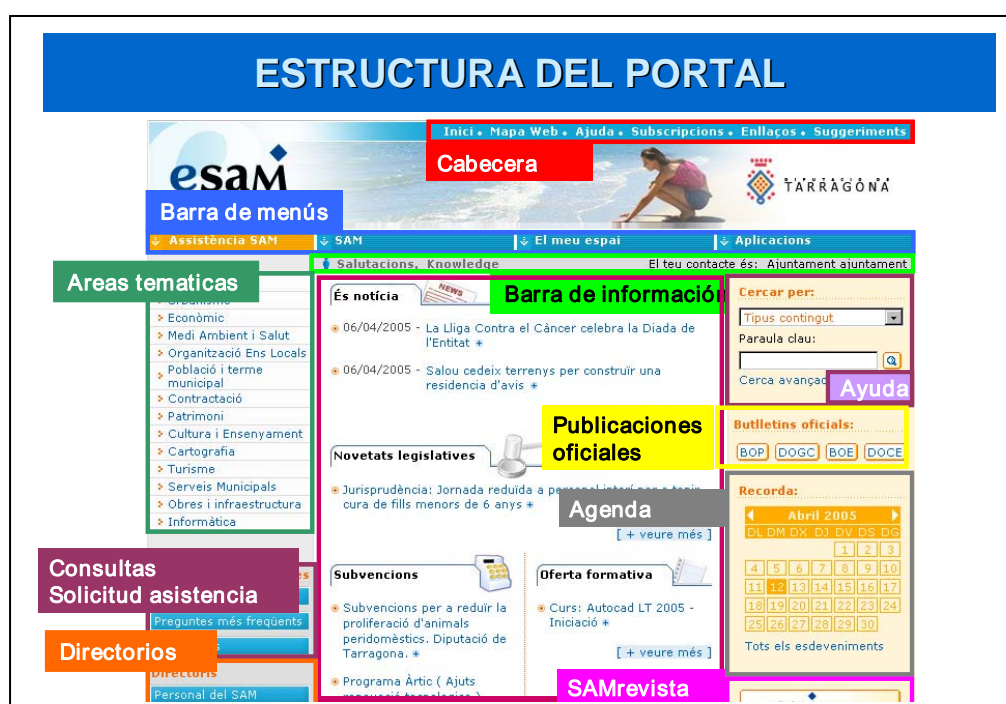 ESTRUCTURA DEL PORTAL
Inici • Mapa Web • Ajuda • Subscripcions • Enllaços • Suggeriments
Cabecera
esaM
TARRAGONA
Barra de menús
Assistència SAM
SAM
El meu espai
Aplicacions
Salutacions, Knowledge
El teu contacte és: Ajuntament ajuntament
Areas tematicas
Urbanisme
Econòmic
Medi Ambient i Salut
Organització Ens Locals
Població i terme
municipal
Contractació
Patrimoni
Cultura i Ensenyament
Cartografia
Turisme
Serveis Municipals
Obres i infraestructura
Informàtica
Consultas
Solicitud asistencia
Preguntes més freqüents
Directorios
Directoris
Personal del SAM
És notícia
NEWS
Barra de información
06/04/2005 - La Lliga Contra el Càncer celebra la Diada de
l'Entitat
06/04/2005 - Salou cedeix terrenys per construïr una
residencia d'avis
Publicaciones
oficiales
Novetats legislatives
Jurisprudència: Jornada reduïda a personal interí per a tenir
cura de fills menors de 6 anys
Agenda
[ + veure més ]
Subvencions
Subvencions per a reduïr la
proliferació d'animals
peridomèstics. Diputació de
Tarragona.
Programa Àrtic ( Ajuts
Oferta formativa
Curs: Autocad LT 2005 -
Iniciació
[ + veure més ]
SAMrevista
Cercar per:
Tipus contingut
Paraula clau:
Cerca avançad
Ayuda
Butlletins oficials:
BOP DOGC BOE DOCE
Recorda:
Abril 2005
DL DM DX DJ DV DS DG
1 2 3
4 5 6 7 8 9 10
11 12 13 14 15 16 17
18 19 20 21 22 23 24
25 26 27 28 29 30
Tots els esdeveniments